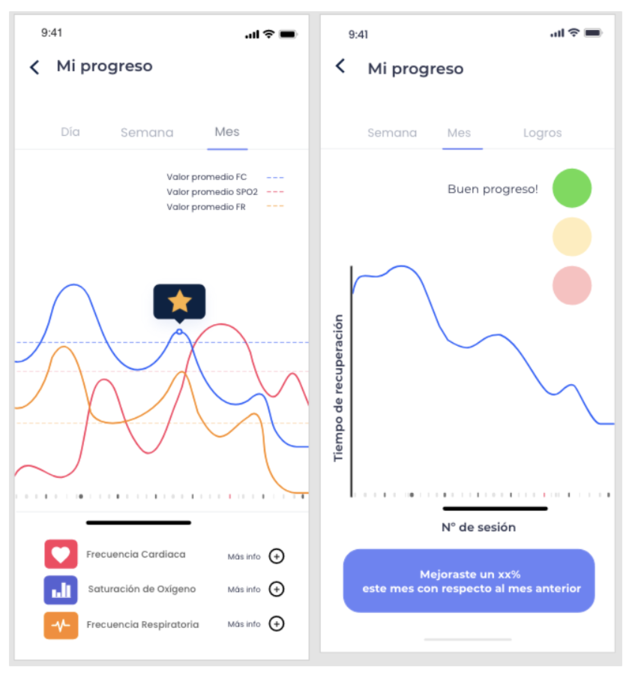 9:41
Mi progreso
Día Semana Mes
Valor promedio FC
Valor promedio SPO2
Valor promedio FR
Frecuencia Cardiaca Más info
Saturación de Oxigeno Más info
Frecuencia Respiratoria Más info
9:41
Mi progreso
Semana Mes Logros
Buen progreso!
Tiempo de recuperación
Nº de sesión
Mejoraste un xx%
este mes con respecto al mes anterior